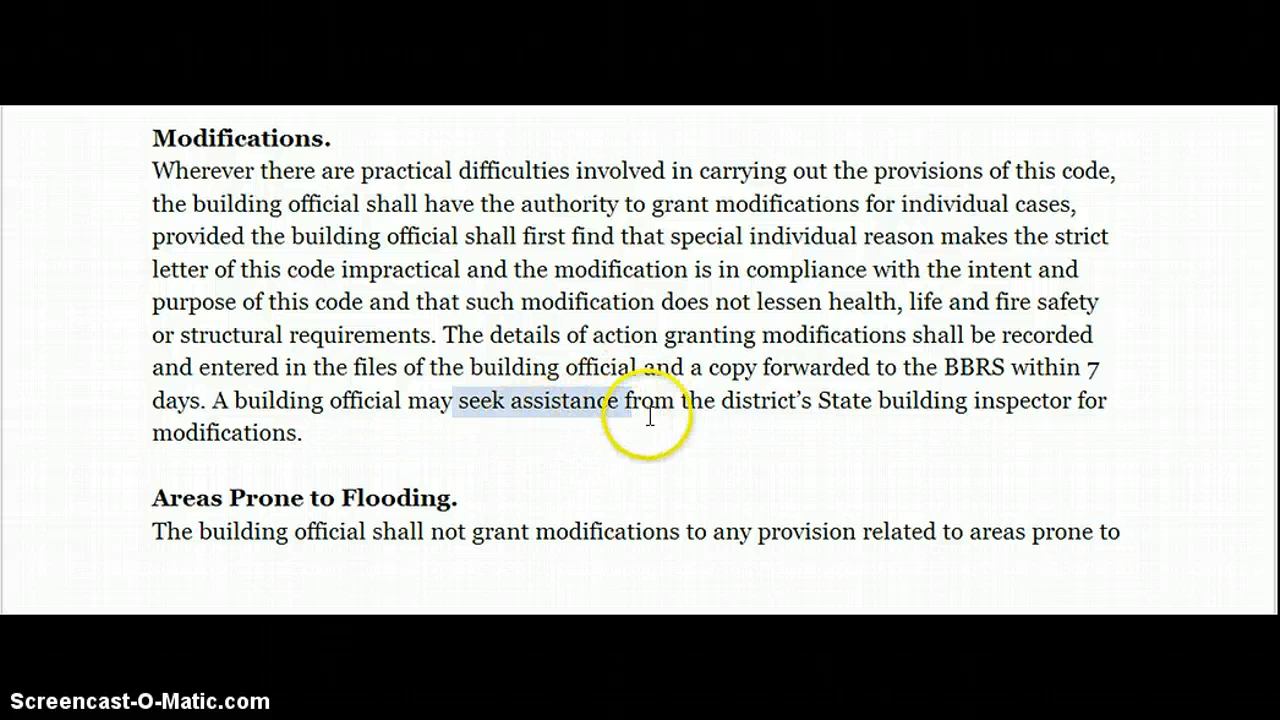 Modifications.
Wherever there are practical difficulties involved in carrying out the provisions of this code,
the building official shall have the authority to grant modifications for individual cases,
provided the building official shall first find that special individual reason makes the strict
letter of this code impractical and the modification is in compliance with the intent and
purpose of this code and that such modification does not lessen health, life and fire safety
or structural requirements. The details of action granting modifications shall be recorded
and entered in the files of the building official and a copy forwarded to the BBRS within 7
days. A building official may seek assistance from the district’s State building inspector for
modifications.
Areas Prone to Flooding.
The building official shall not grant modifications to any provision related to areas prone to
Screencast-O-Matic.com